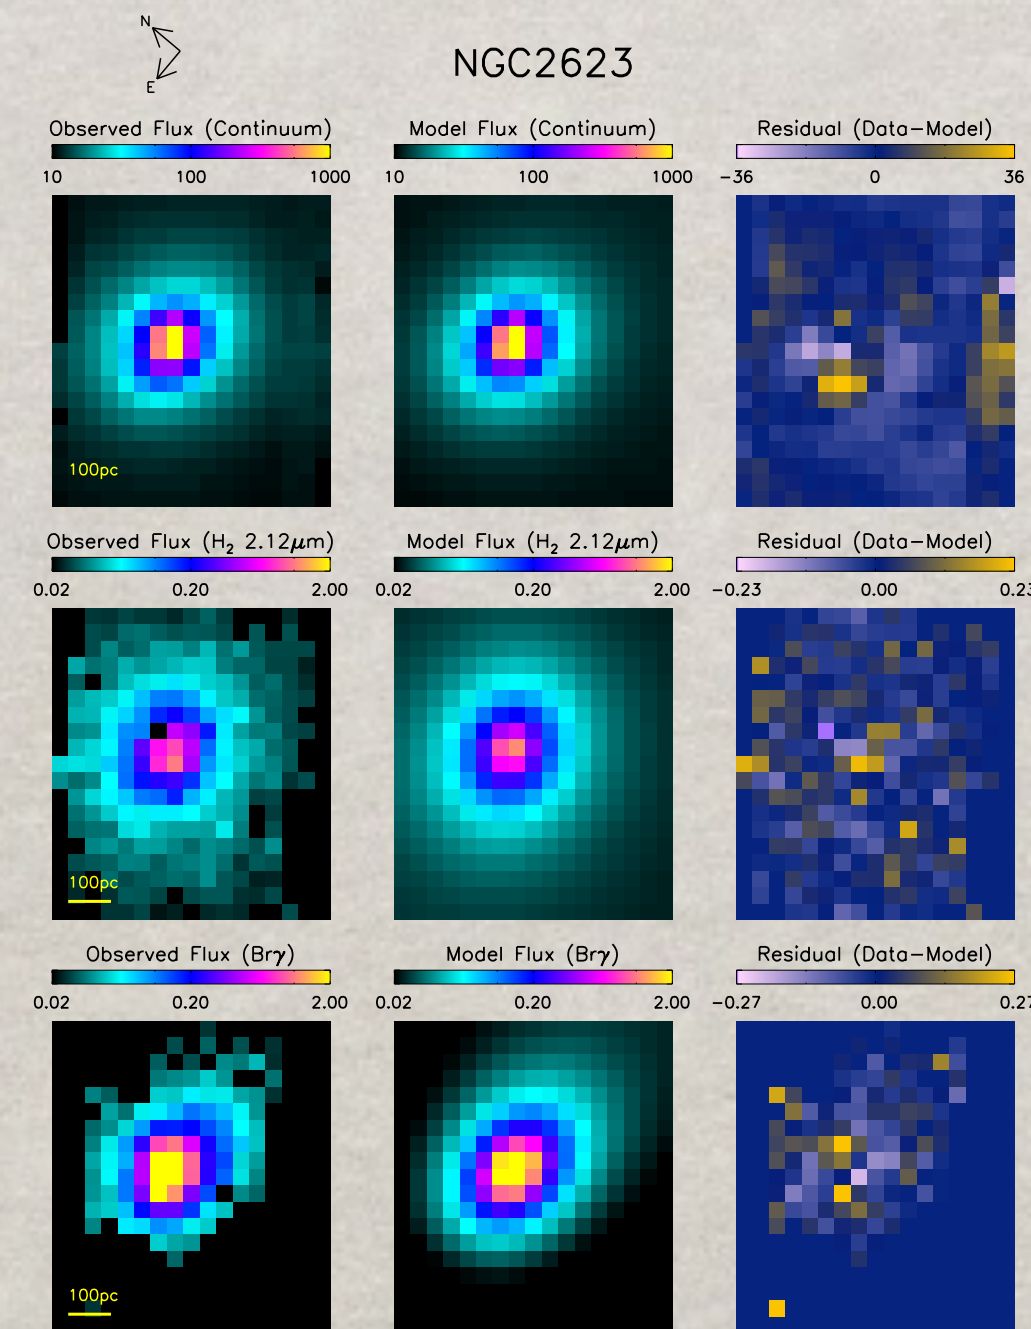 N
E
NGC2623
Observed Flux (Continuum) Model Flux (Continuum) Residual (Data-Model)
10 100 1000 10 100 1000 -36 0 36
100pc
Observed Flux (H₂ 2.12μm) Model Flux (H₂ 2.12μm) Residual (Data-Model)
0.02 0.20 2.00 0.02 0.20 2.00 -0.23 0.00 0.23
100pc
Observed Flux (Brγ) Model Flux (Brγ) Residual (Data-Model)
0.02 0.20 2.00 0.02 0.20 2.00 -0.27 0.00 0.27
100pc